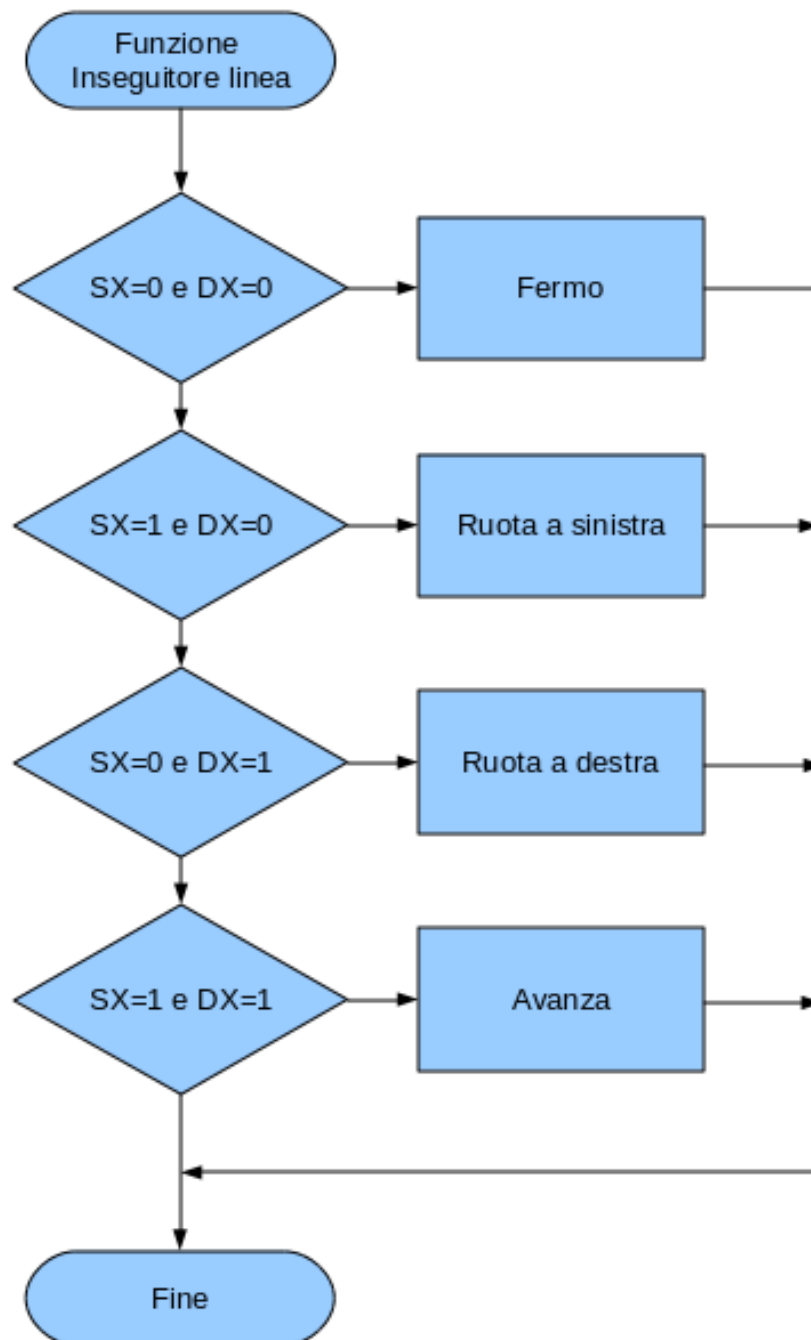 Funzione
Inseguitore linea
SX=0 e DX=0
Fermo
SX=1 e DX=0
Ruota a sinistra
SX=0 e DX=1
Ruota a destra
SX=1 e DX=1
Avanza
Fine